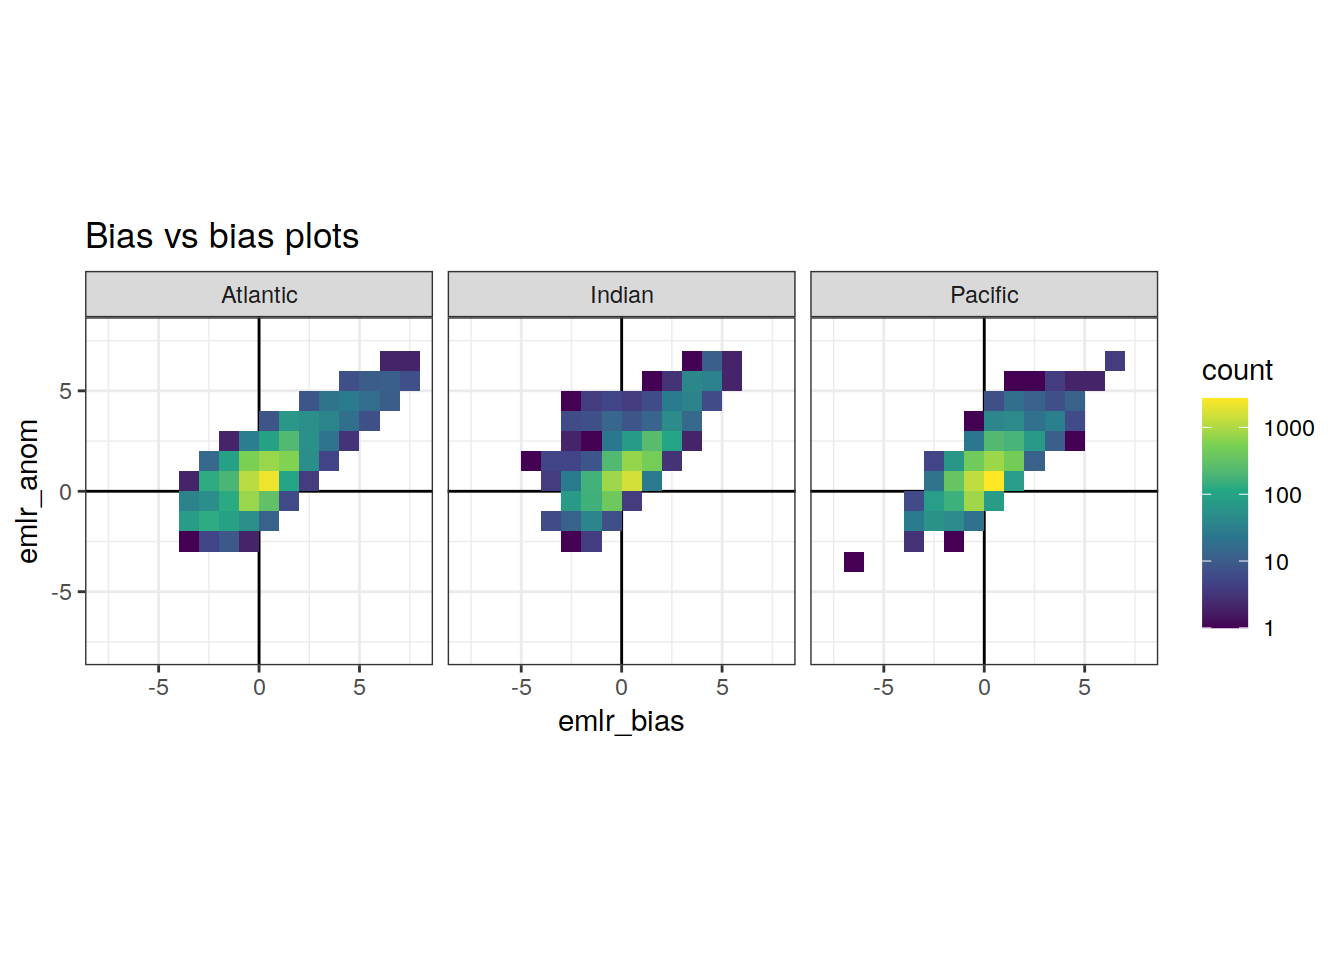 Bias vs bias plots
Atlantic
Indian
Pacific
5
0
-5
emlr_anom
-5 0 5
-5 0 5
-5 0 5
emlr_bias
count
1000
100
10
1